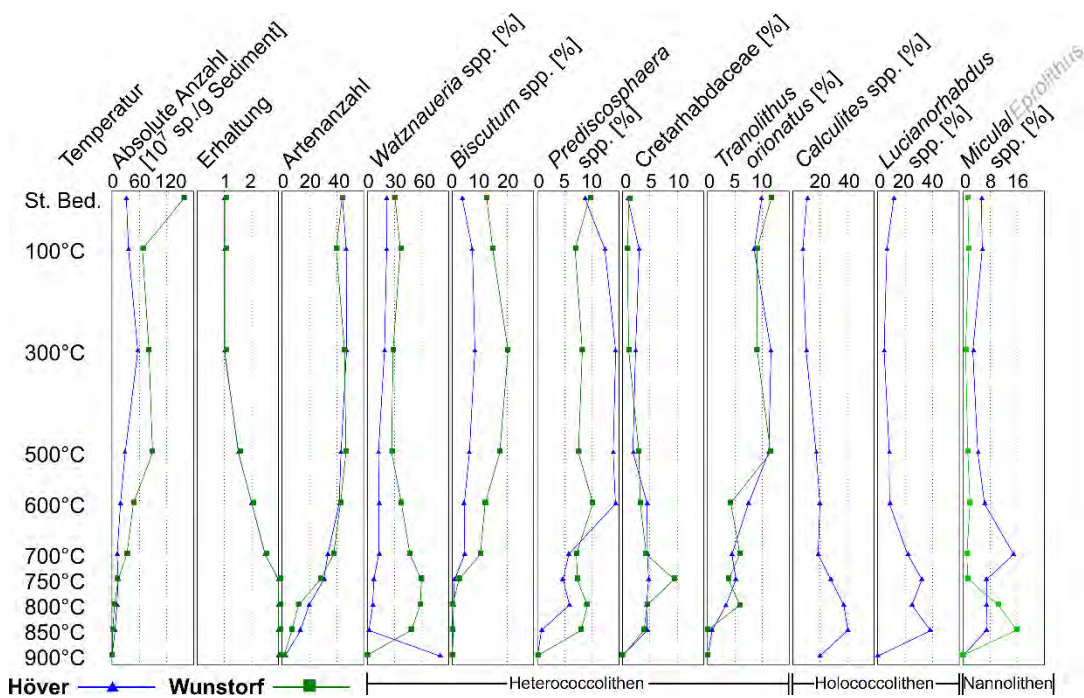 Temperatur
Absolute Anzahl
[10⁷ sp./g Sediment]
Erhaltung
Artenanzahl
Watznaueria spp. [%]
Biscutum spp. [%]
Prediscosphaera
spp. [%]
Cretarhabdaceae [%]
Tranolithus
orionatus [%]
Calculites spp. [%]
Lucianorhabdus
spp. [%]
Micula/Eprolithus
spp. [%]
0 60 120 1 2 0 20 40 0 30 60 0 10 20 0 5 10 0 5 10 0 5 10 20 40 0 20 40 0 8 16
St. Bed.
100°C
300°C
500°C
600°C
700°C
750°C
800°C
850°C
900°C
Höver Wunstorf Heterococcolithen Holococcolithen Nannolithen